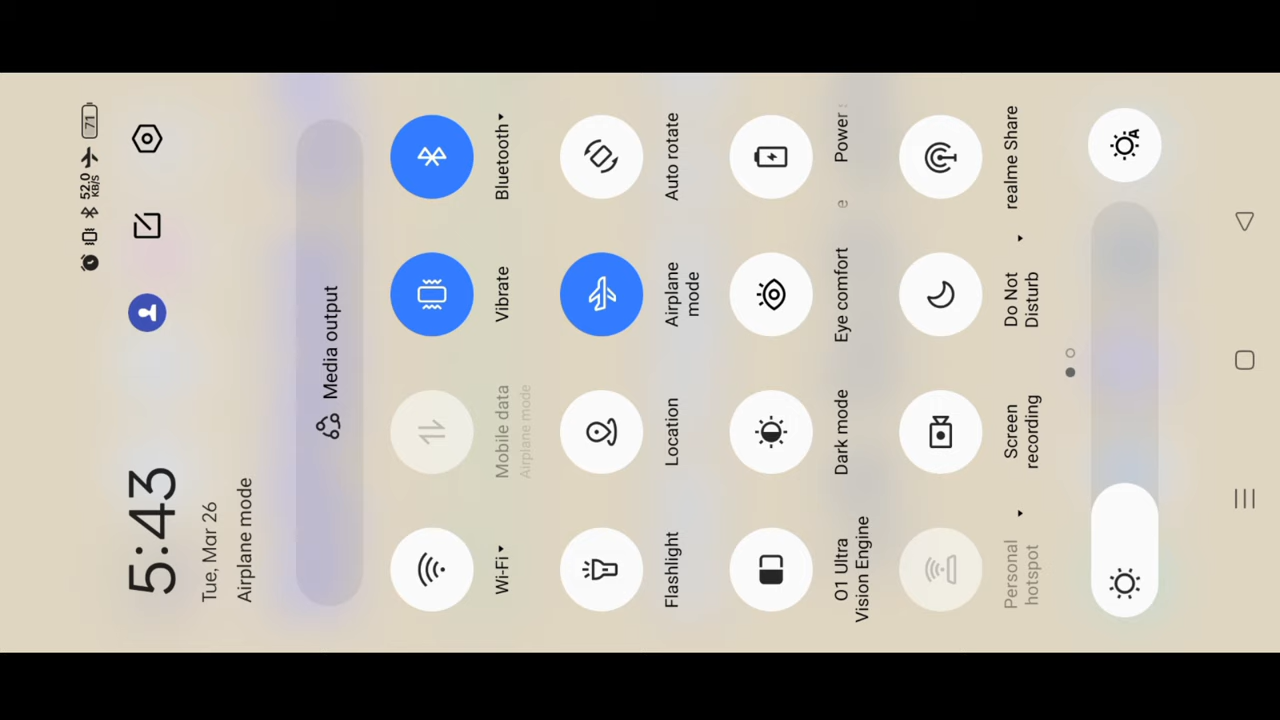 52.0
KB/S
71
5:43
Tue, Mar 26
Airplane mode
Media output
Wi-Fi
Mobile data
Airplane mode
Vibrate
Bluetooth
Flashlight
Location
Airplane
mode
Auto rotate
O1 Ultra
Vision Engine
Dark mode
Eye comfort
e
Power s
Personal
hotspot
Screen
recording
Do Not
Disturb
realme Share
A